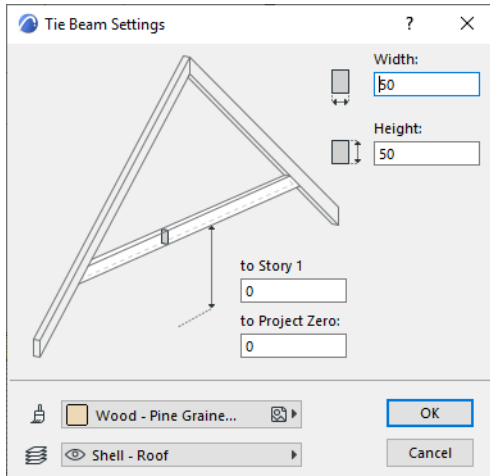 Tie Beam Settings
Width:
50
Height:
50
to Story 1
0
to Project Zero:
0
Wood - Pine Graine...
OK
Shell - Roof
Cancel